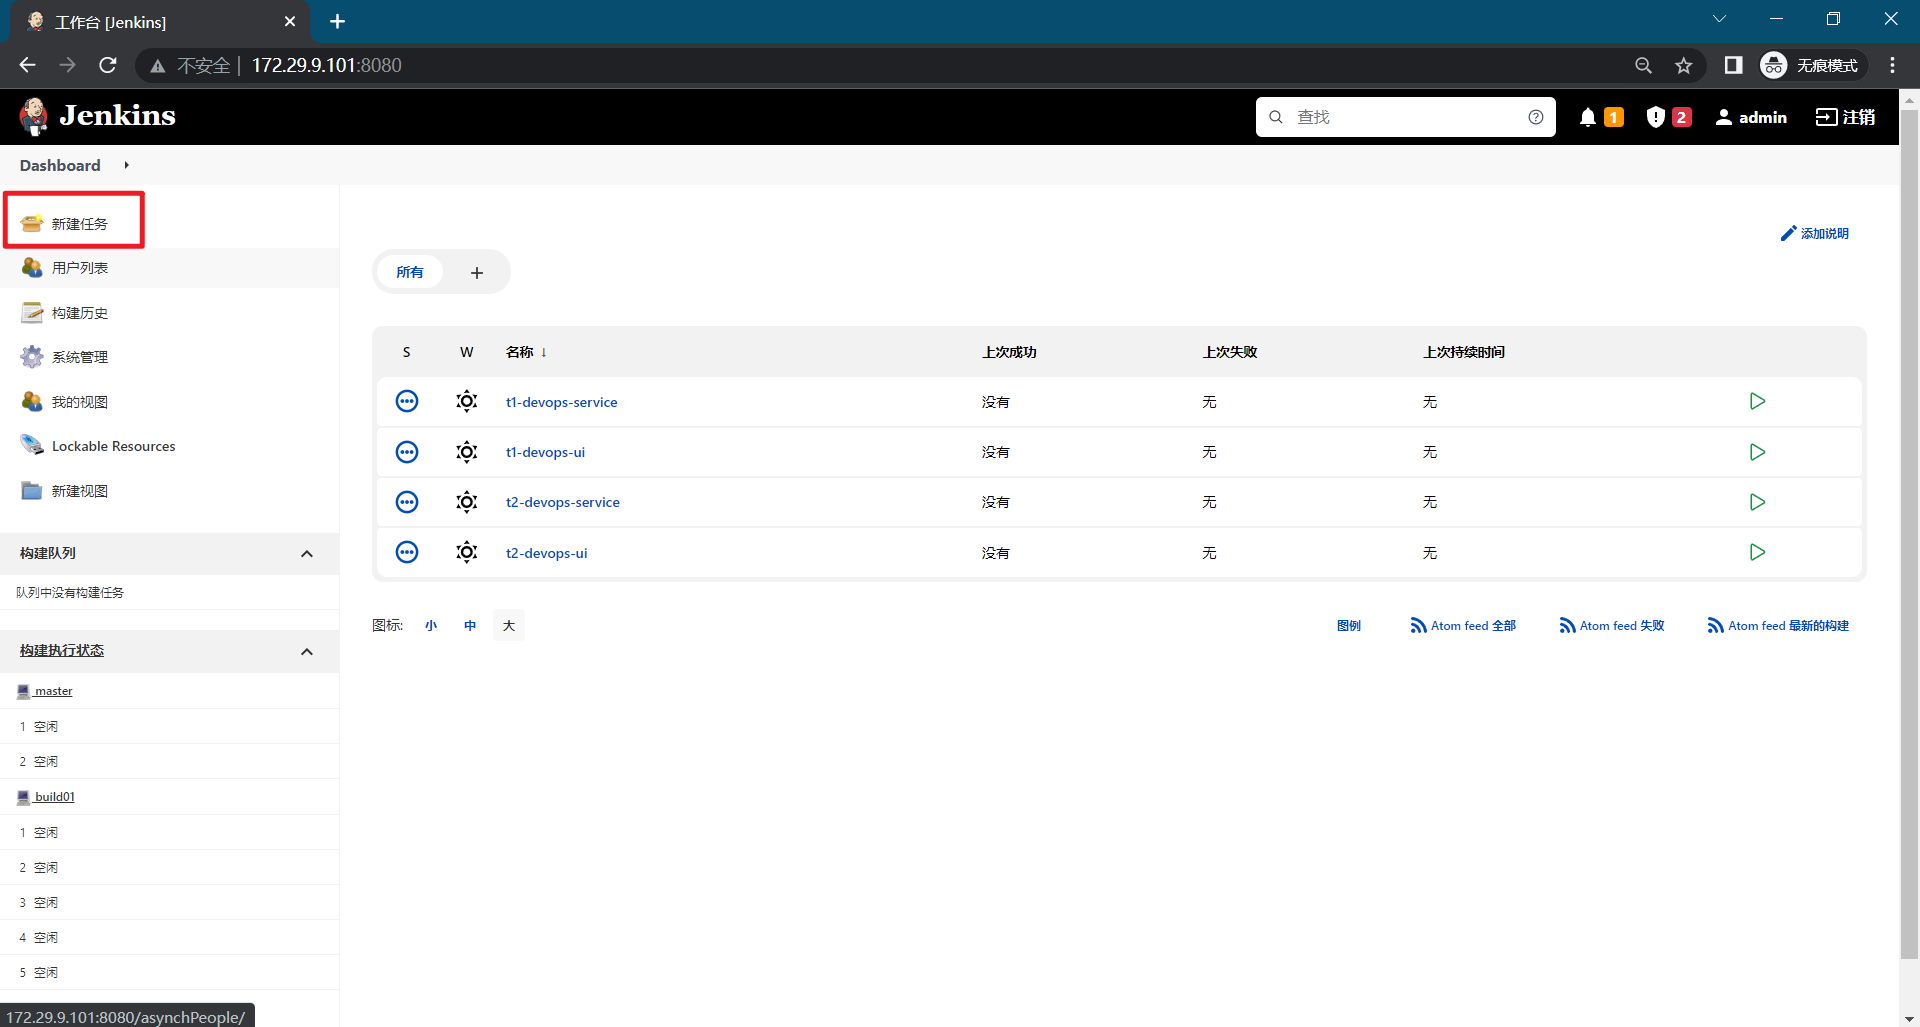 工作台 [Jenkins]
不安全 172.29.9.101:8080
无痕模式
Jenkins
查找
1
2
admin
注销
Dashboard
新建任务
用户列表
构建历史
系统管理
我的视图
Lockable Resources
新建视图
构建队列
队列中没有构建任务
构建执行状态
master
1 空闲
2 空闲
build01
1 空闲
2 空闲
3 空闲
4 空闲
5 空闲
172.29.9.101:8080/asynchPeople/
添加说明
所有 +
S W 名称 ↓ 上次成功 上次失败 上次持续时间
t1-devops-service 没有 无 无
t1-devops-ui 没有 无 无
t2-devops-service 没有 无 无
t2-devops-ui 没有 无 无
图标: 小 中 大
图例 Atom feed 全部 Atom feed 失败 Atom feed 最新的构建